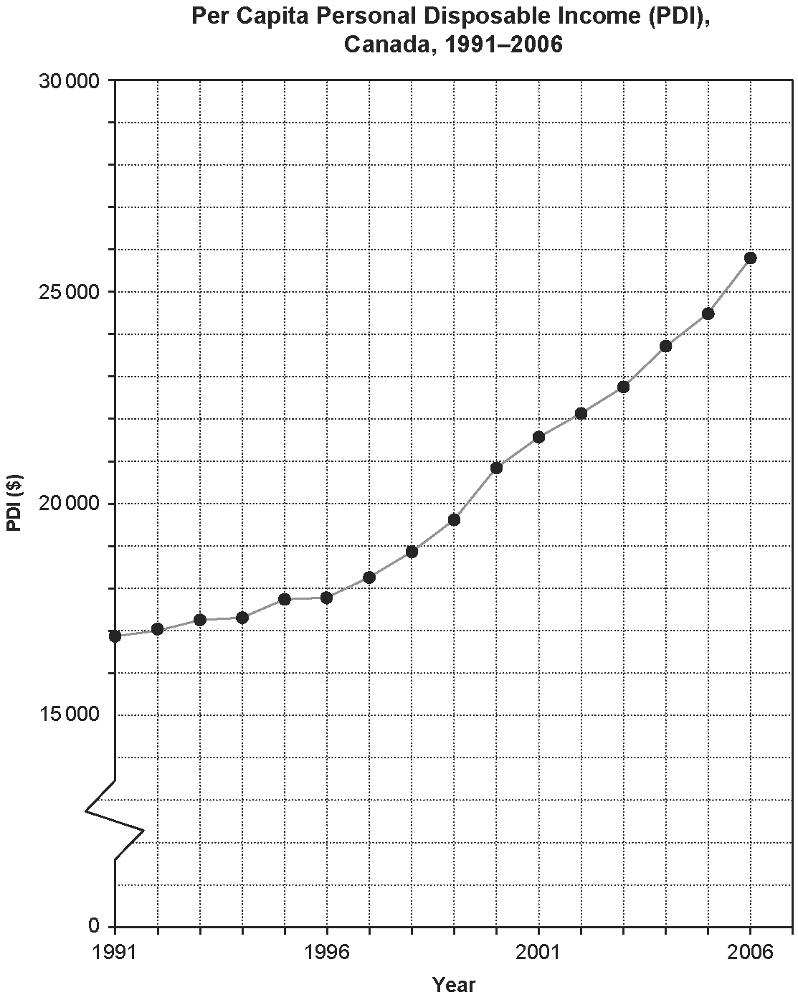 Per Capita Personal Disposable Income (PDI),
Canada, 1991–2006
30 000
25 000
20 000
15 000
0
PDI ($)
1991 1996 2001 2006
Year